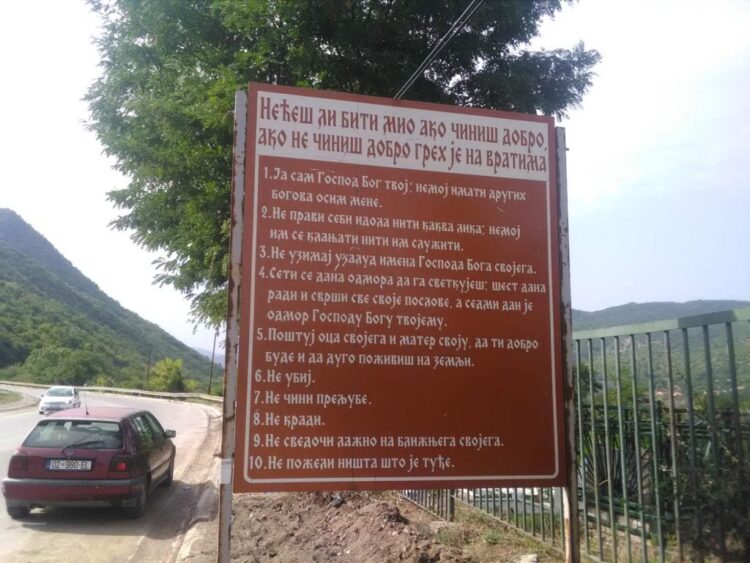 Нећеш ли бити мио ако чиниш добро,
ако не чиниш добро грех је на вратима
1. Ја сам Господ Бог твој; немој имати других
богова осим мене.
2. Не прави себи идола нити каква лика; немој
им се клањати нити им служити.
3. Не узимај узалуд имена Господа Бога својега.
4. Сети се дана одмора да га светкујеш; шест дана
ради и сврши све своје послове, а седми дан је
одмор Господу Богу твојему.
5. Поштуј оца својега и матер своју, да ти добро
буде и да дуго поживиш на земљи.
6. Не убиј.
7. Не чини прељубе.
8. Не кради.
9. Не сведочи лажно на ближњега својега.
10. Не пожели ништа што је туђе.
02-980-EL